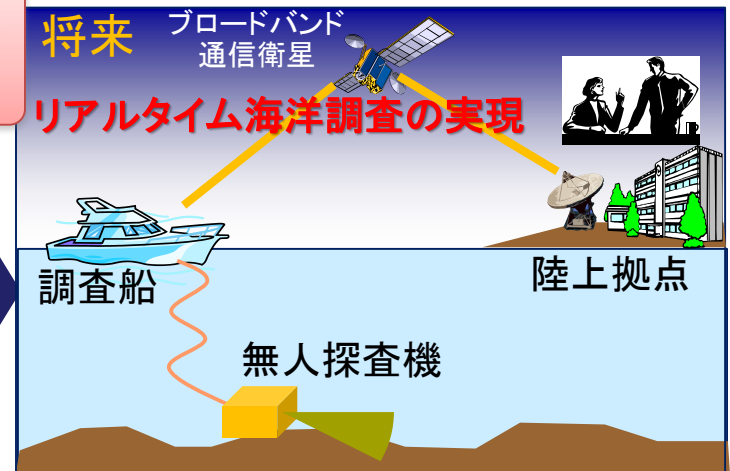 将来
ブロードバンド
通信衛星
リアルタイム海洋調査の実現
調査船
陸上拠点
無人探査機